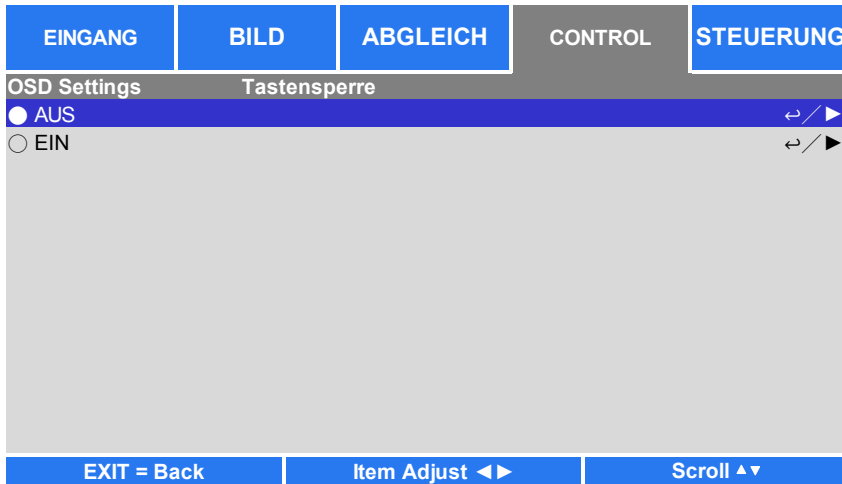 EINGANG BILD ABGLEICH CONTROL STEUERUNG
OSD Settings Tastensperre
AUS ↩/►
EIN ↩/►
EXIT = Back Item Adjust ◄► Scroll ▲▼